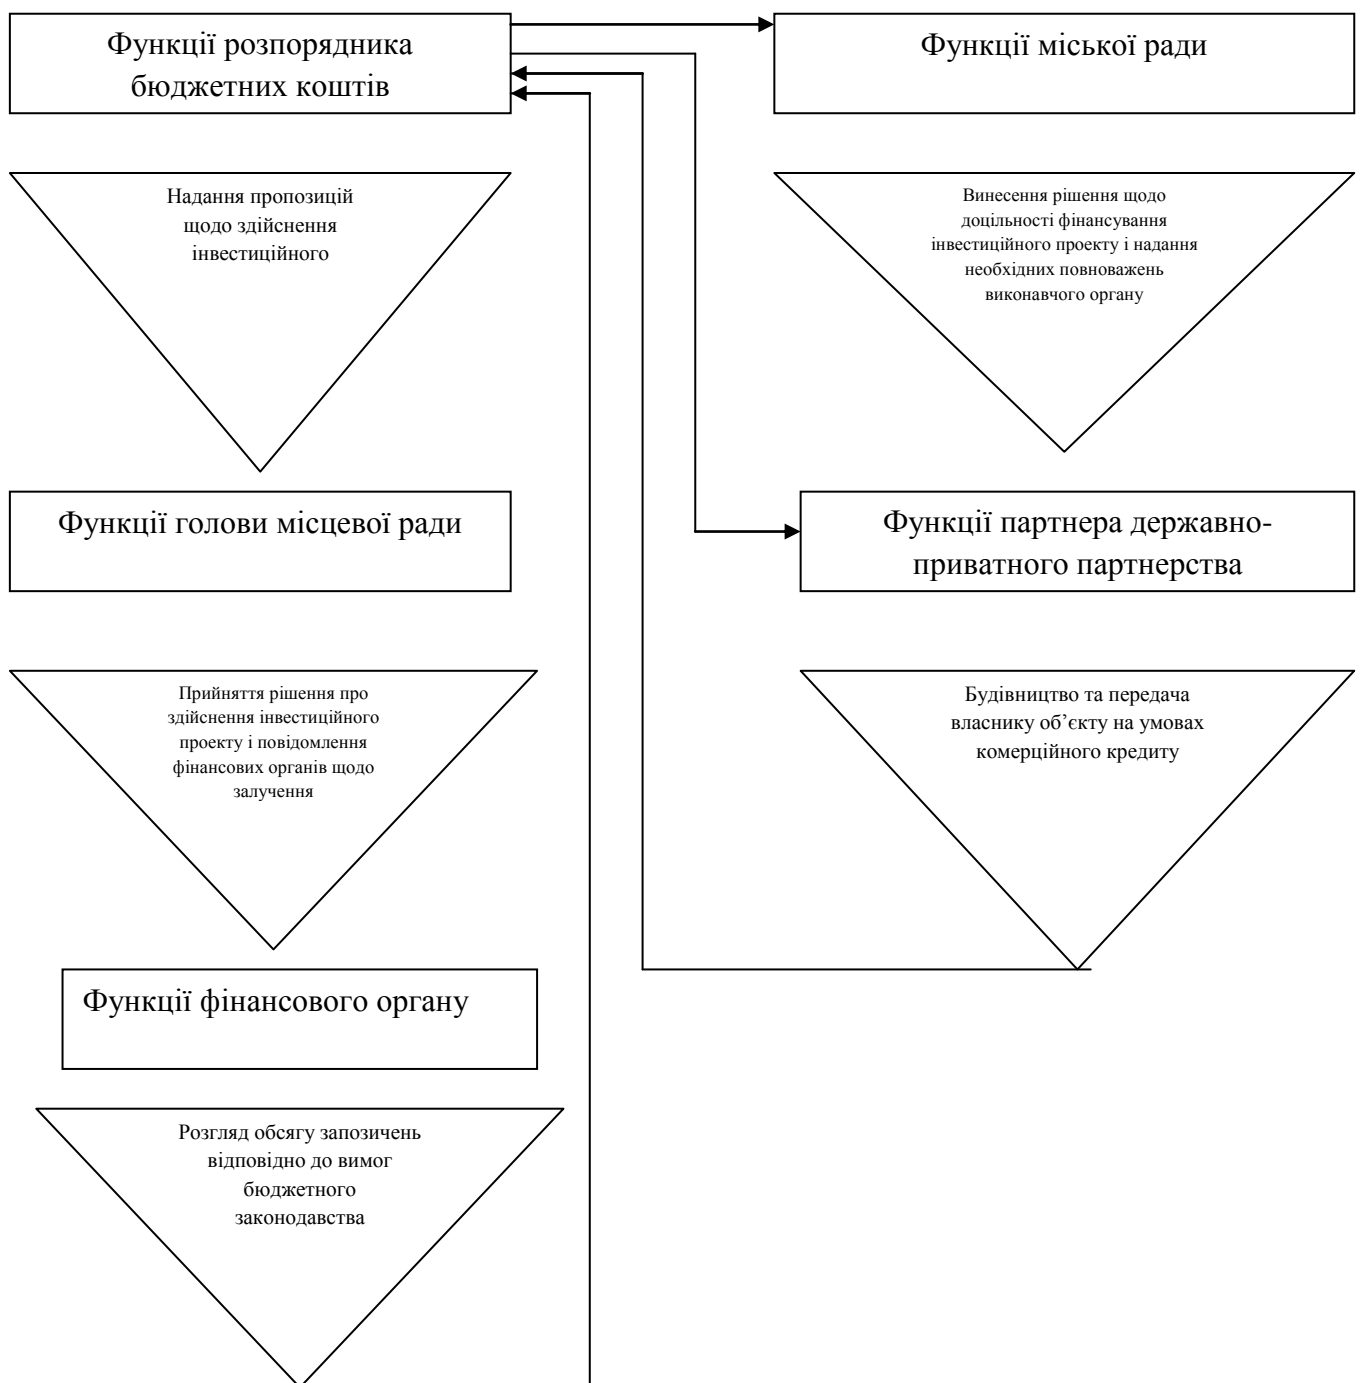 Функції розпорядника
бюджетних коштів
Функції міської ради
Надання пропозицій
щодо здійснення
інвестиційного
Винесення рішення щодо
доцільності фінансування
інвестиційного проекту і надання
необхідних повноважень
виконавчого органу
Функції голови місцевої ради
Функції партнера державно-
приватного партнерства
Прийняття рішення про
здійснення інвестиційного
проекту і повідомлення
фінансових органів щодо
залучення
Будівництво та передача
власнику об’єкту на умовах
комерційного кредиту
Функції фінансового органу
Розгляд обсягу запозичень
відповідно до вимог
бюджетного
законодавства